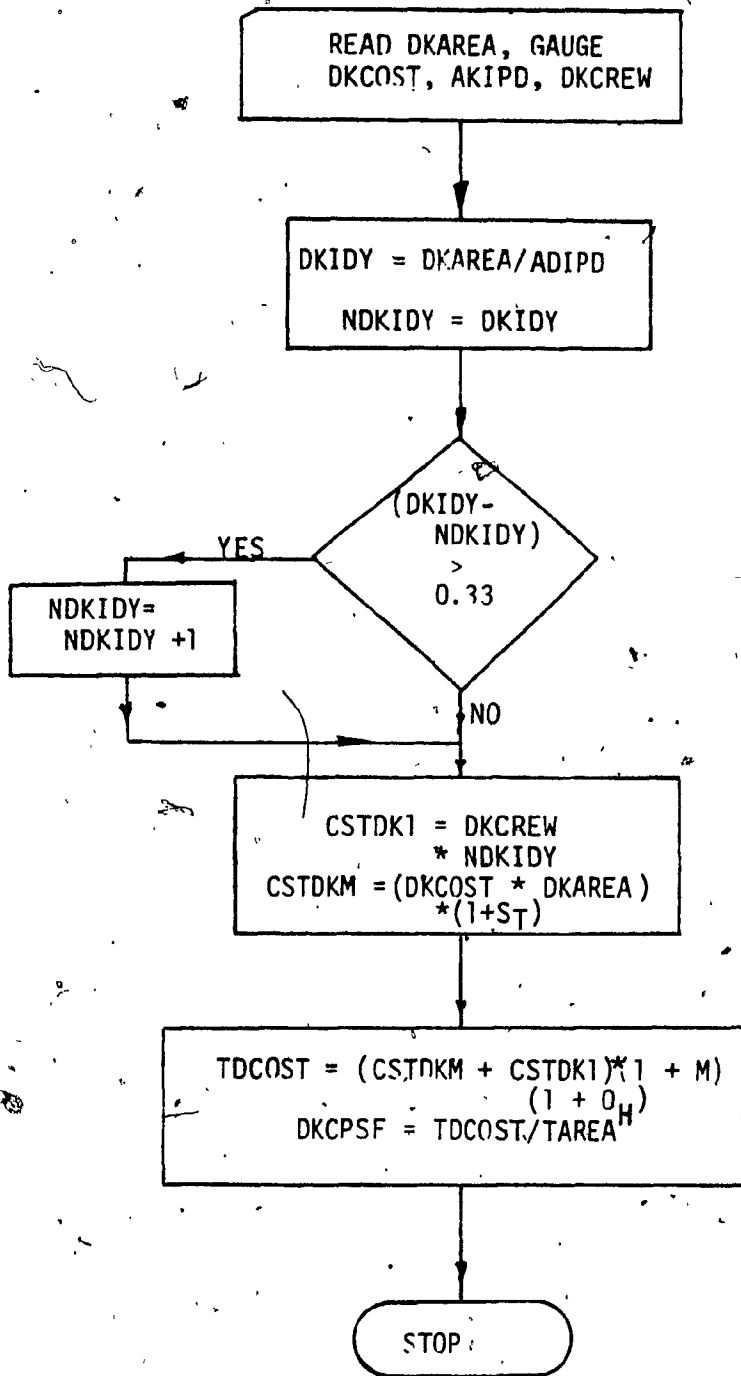 READ DKAREA, GAUGE
DKCOST, AKIPD, DKCREW
DKIDY = DKAREA/ADIPD
NDKIDY = DKIDY
(DKIDY-
NDKIDY)
>
0.33
YES
NDKIDY=
NDKIDY +1
NO
CSTDK1 = DKCREW
* NDKIDY
CSTDKM =(DKCOST * DKAREA)
*(1+ST)
TDCOST = (CSTDKM + CSTDK1)*(1 + M)
(1 + OH)
DKCPSF = TDCOST/TAREA
STOP